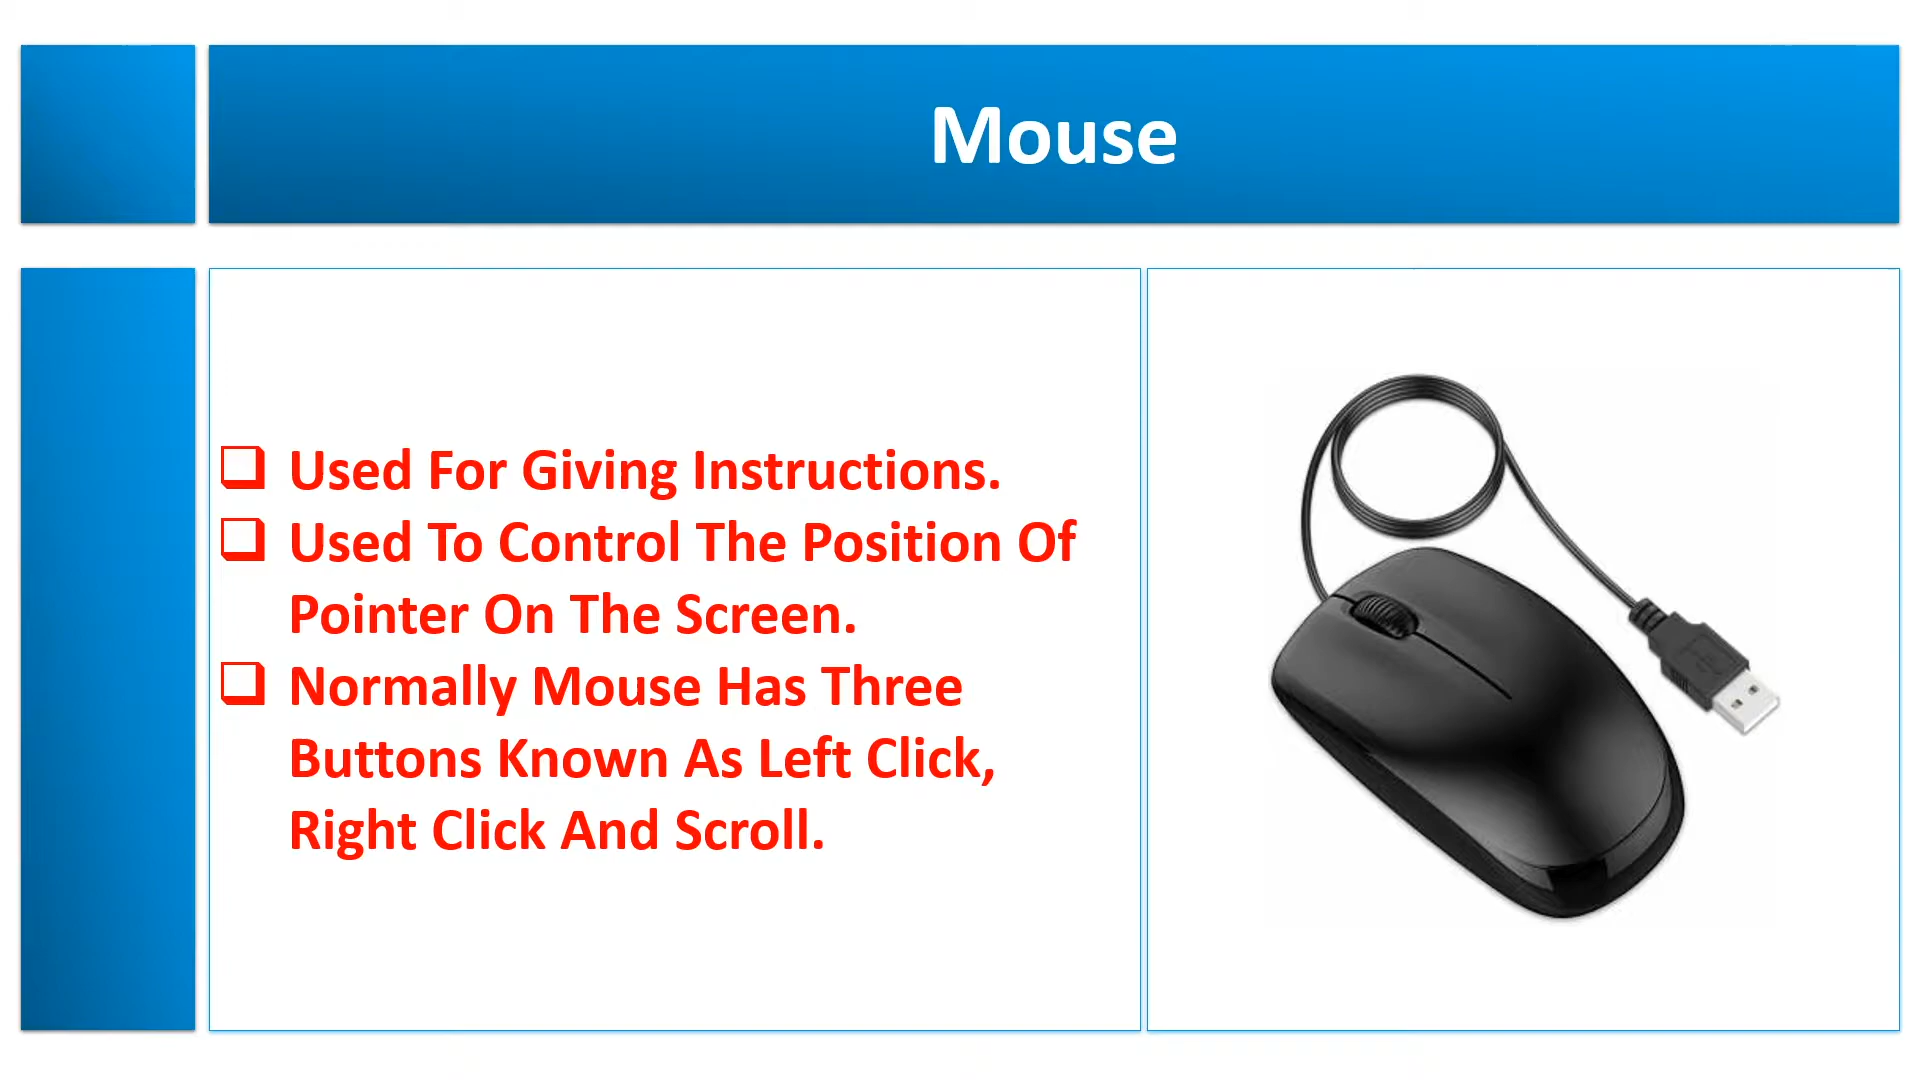 Mouse
❑ Used For Giving Instructions.
❑ Used To Control The Position Of
Pointer On The Screen.
❑ Normally Mouse Has Three
Buttons Known As Left Click,
Right Click And Scroll.